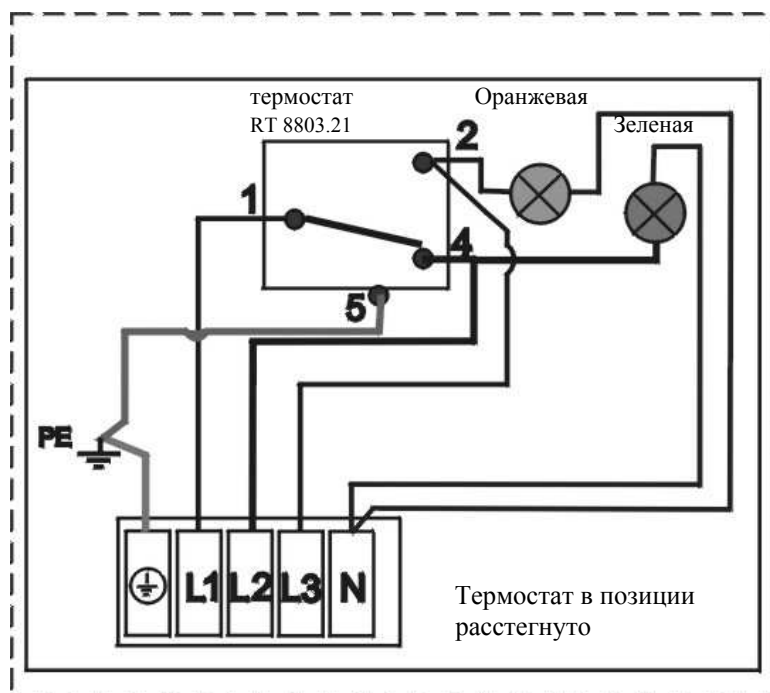 термостат
RT 8803.21
Оранжевая
Зеленая
2
1
4
5
PE
L1 L2 L3 N
Термостат в позиции
расстегнуто